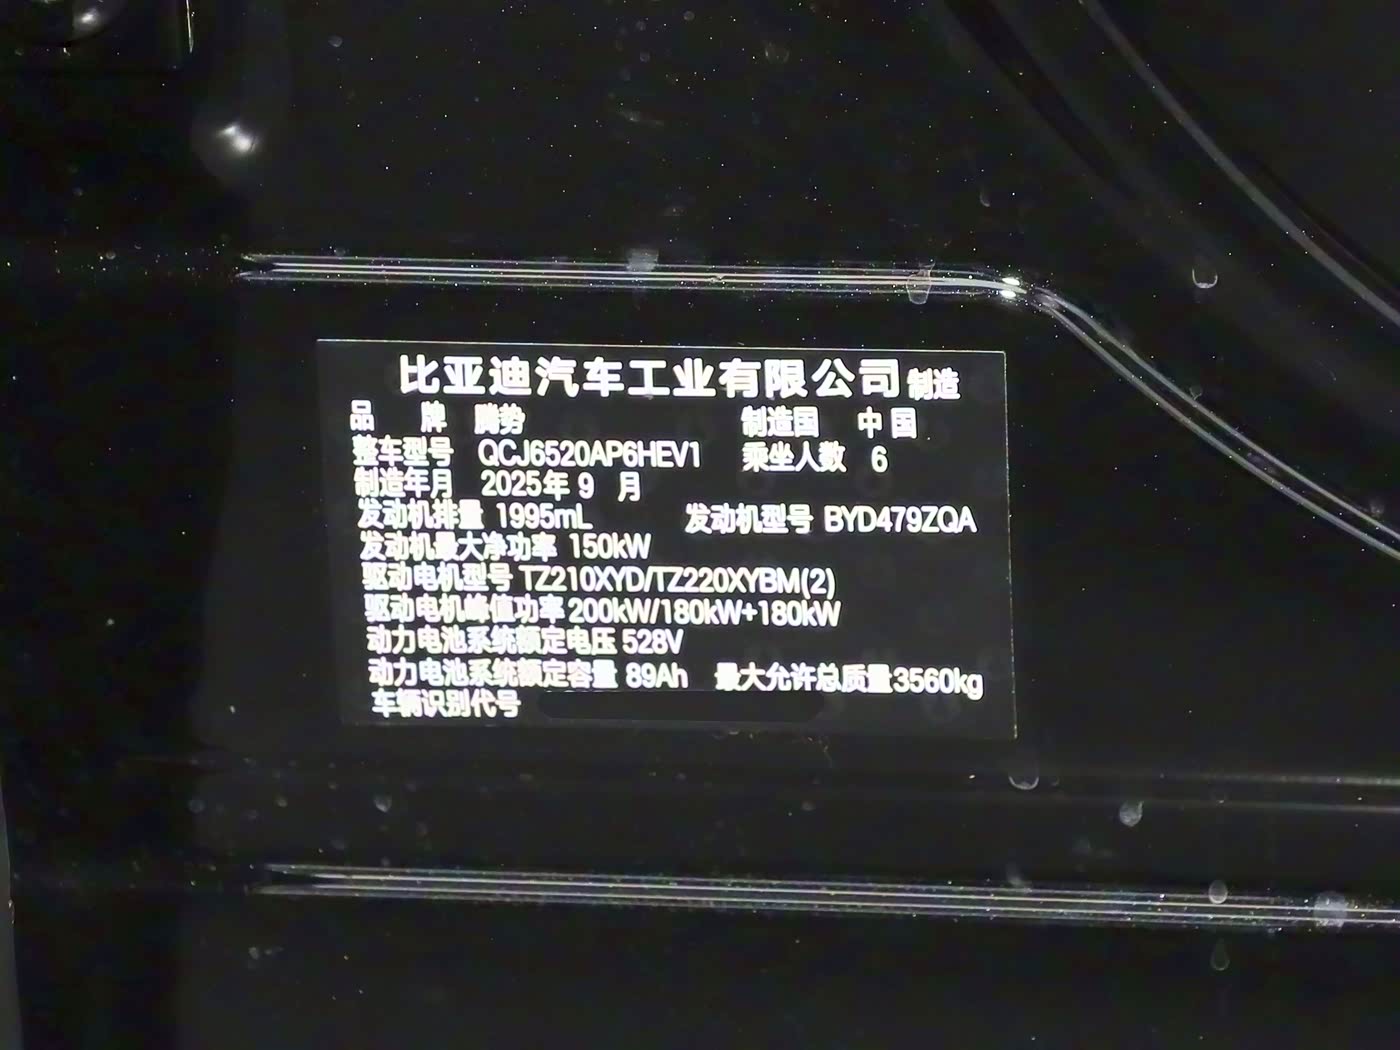 比亚迪汽车工业有限公司制造
品 牌 腾势 制造国 中国
整车型号 QCJ6520AP6HEV1 乘坐人数 6
制造年月 2025年 9 月
发动机排量 1995mL 发动机型号 BYD479ZQA
发动机最大净功率 150kW
驱动电机型号 TZ210XYD/TZ220XYBM(2)
驱动电机峰值功率 200kW/180kW+180kW
动力电池系统额定电压 528V
动力电池系统额定容量 89Ah 最大允许总质量3560kg
车辆识别代号